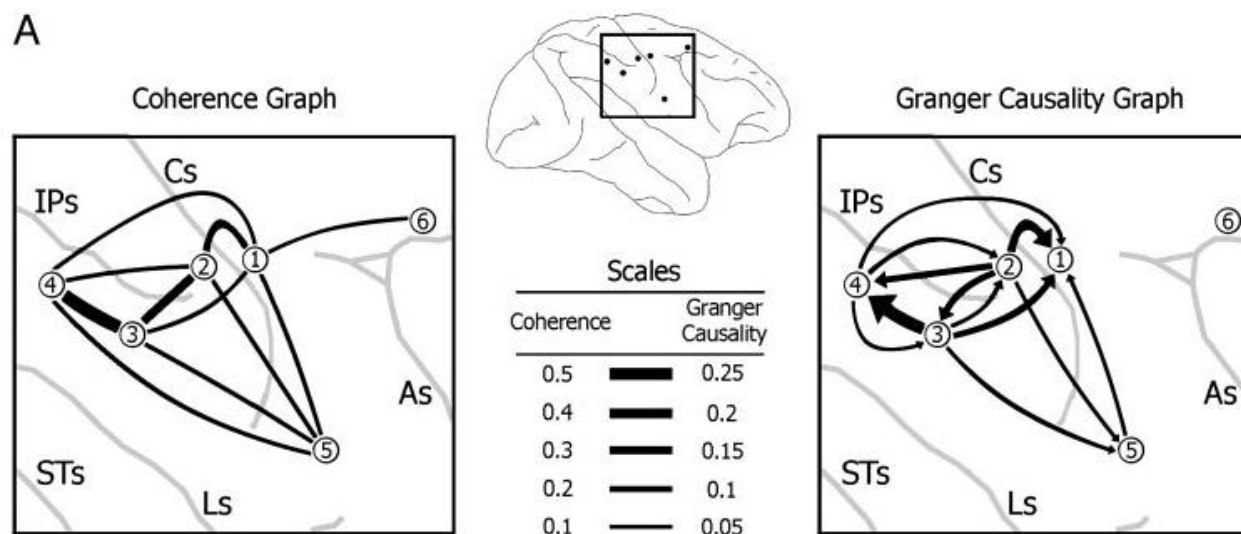 A
Coherence Graph
Cs
IPs
6
2
1
4
3
5
As
STs
Ls
Scales
Coherence
Granger
Causality
0.5 0.25
0.4 0.2
0.3 0.15
0.2 0.1
0.1 0.05
Granger Causality Graph
Cs
IPs
6
2
1
4
3
5
As
STs
Ls